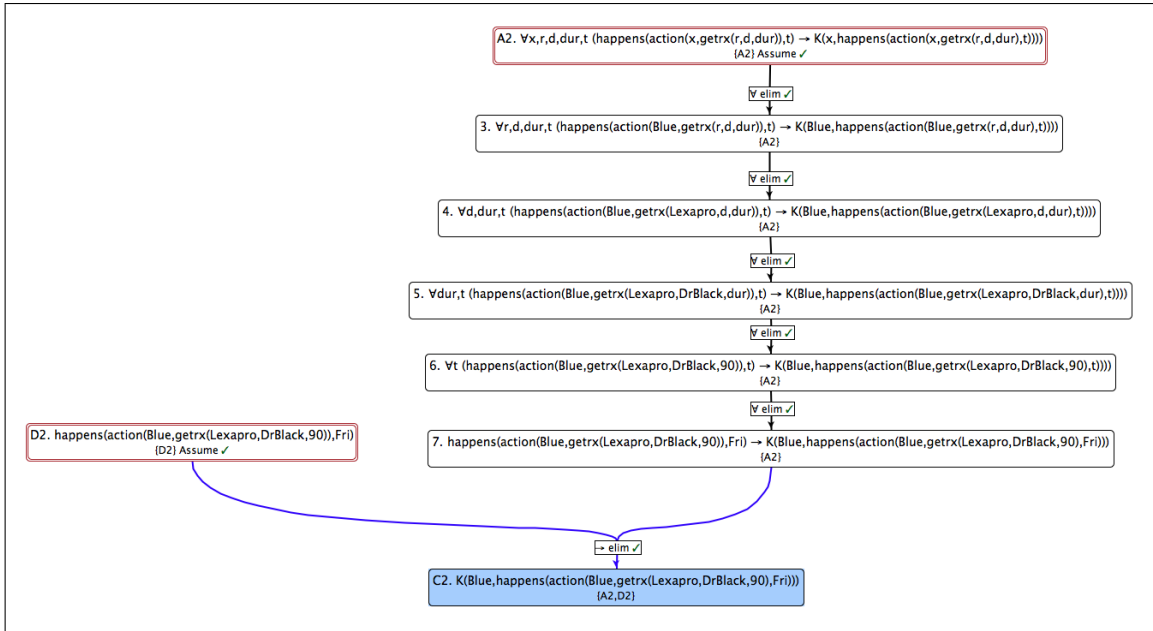 A2. ∀x,r,d,dur,t (happens(action(x,getrx(r,d,dur)),t) → K(x,happens(action(x,getrx(r,d,dur),t))))
{A2} Assume ✓
∀ elim ✓
3. ∀r,d,dur,t (happens(action(Blue,getrx(r,d,dur)),t) → K(Blue,happens(action(Blue,getrx(r,d,dur),t))))
{A2}
∀ elim ✓
4. ∀d,dur,t (happens(action(Blue,getrx(Lexapro,d,dur)),t) → K(Blue,happens(action(Blue,getrx(Lexapro,d,dur),t))))
{A2}
∀ elim ✓
5. ∀dur,t (happens(action(Blue,getrx(Lexapro,DrBlack,dur)),t) → K(Blue,happens(action(Blue,getrx(Lexapro,DrBlack,dur),t))))
{A2}
∀ elim ✓
6. ∀t (happens(action(Blue,getrx(Lexapro,DrBlack,90)),t) → K(Blue,happens(action(Blue,getrx(Lexapro,DrBlack,90),t))))
{A2}
∀ elim ✓
D2. happens(action(Blue,getrx(Lexapro,DrBlack,90)),Fri)
{D2} Assume ✓
7. happens(action(Blue,getrx(Lexapro,DrBlack,90)),Fri) → K(Blue,happens(action(Blue,getrx(Lexapro,DrBlack,90),Fri)))
{A2}
→ elim ✓
C2. K(Blue,happens(action(Blue,getrx(Lexapro,DrBlack,90),Fri)))
{A2,D2}